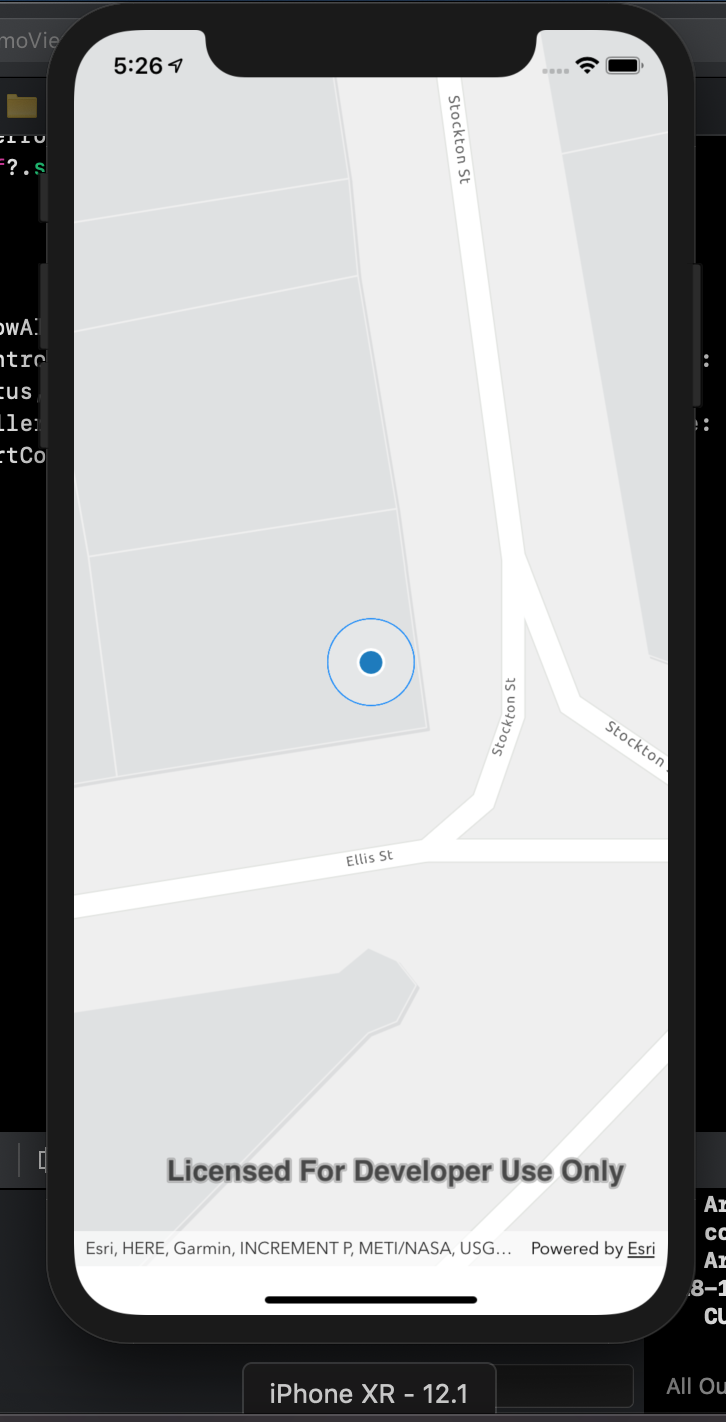 moVie
5:26
f?.s
Stockton St
owAl
ntro
:
tus
ller
:
rtCo
Stockton St
Stockton
Ellis St
Licensed For Developer Use Only
Esri, HERE, Garmin, INCREMENT P, METI/NASA, USG… Powered by Esri
Ar
co
Ar
8-1
CU
iPhone XR - 12.1
All Ou